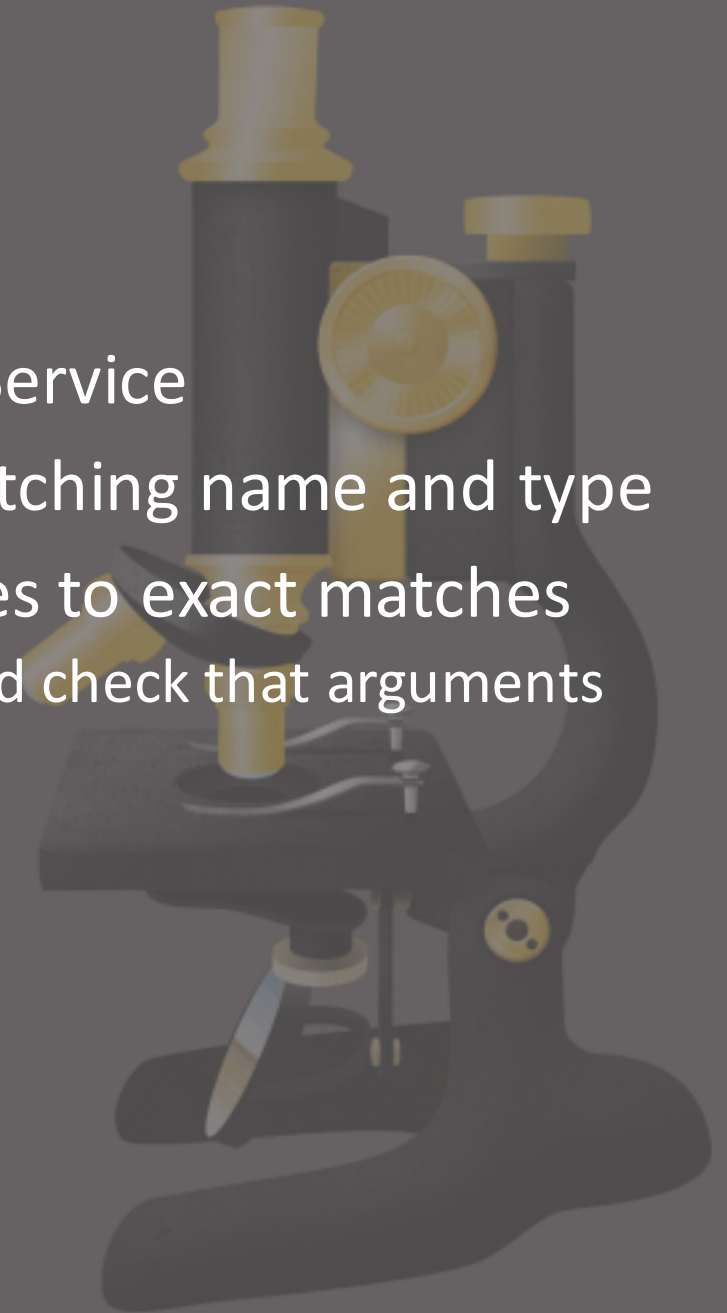 ervice
tching name and type
es to exact matches
d check that arguments